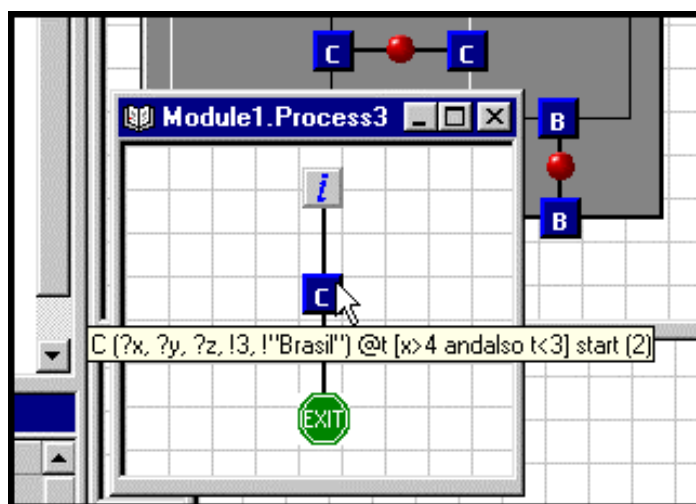 C C
Module1.Process3
B
i
B
C
C (?x, ?y, ?z, !3, !"Brasil") @t [x>4 andalso t<3] start (2)
EXIT